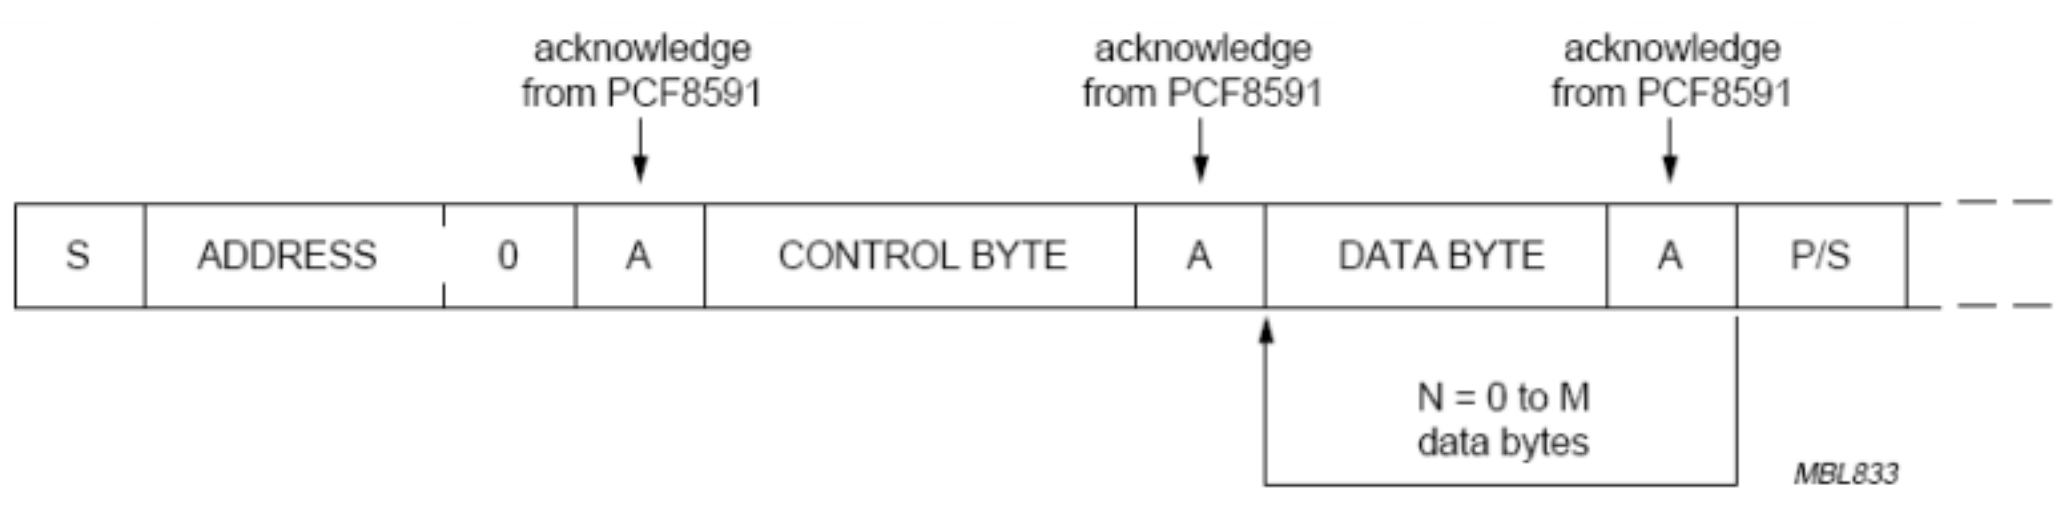 acknowledge
from PCF8591
acknowledge
from PCF8591
acknowledge
from PCF8591
S ADDRESS 0 A CONTROL BYTE A DATA BYTE A P/S
N = 0 to M
data bytes
MBL833